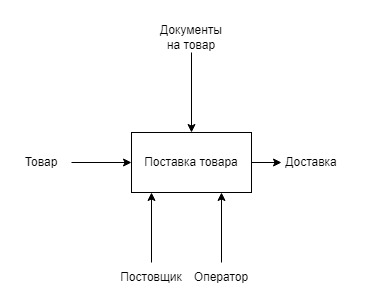 Документы
на товар
Товар
Поставка товара
Доставка
Постовщик
Оператор